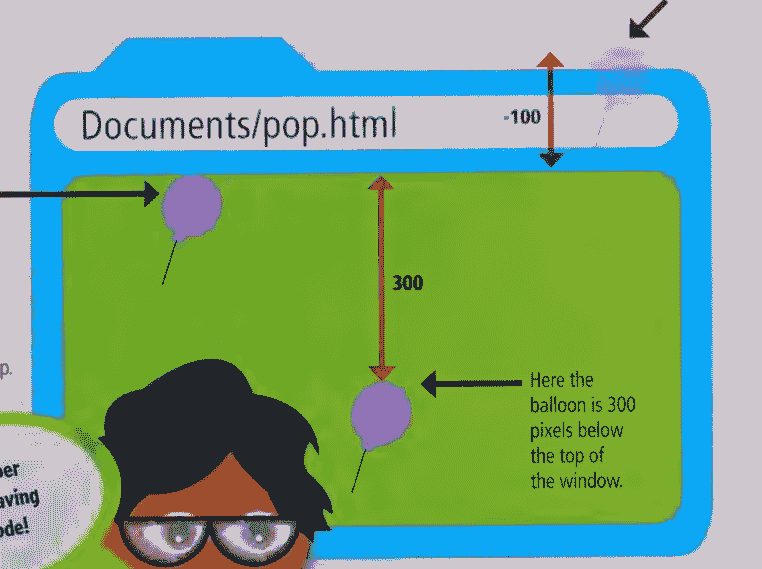 Documents/pop.html
-100
300
p.
Here the
balloon is 300
pixels below
the top of
the window.
per
aving
ode!